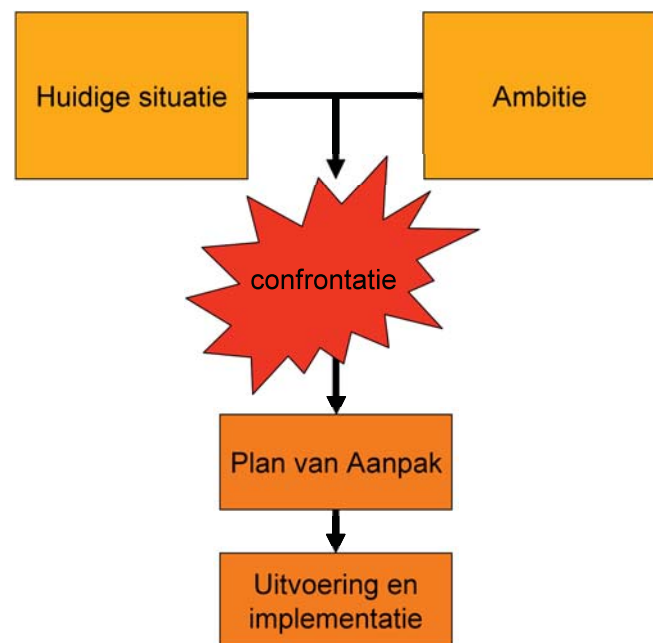 Huidige situatie
Ambitie
confrontatie
Plan van Aanpak
Uitvoering en
implementatie